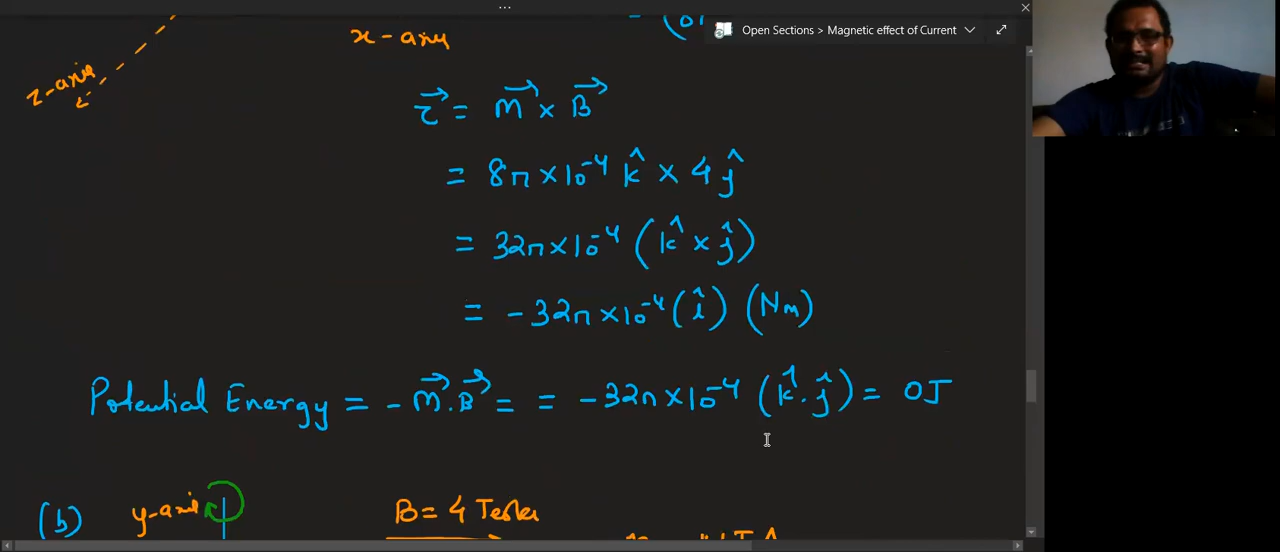 ...
x-axis
Open Sections > Magnetic effect of Current
z-axis
τ⃗ = M⃗ × B⃗
= 8π×10⁻⁴ k̂ × 4 ĵ
= 32π×10⁻⁴ (k̂ × ĵ)
= -32π×10⁻⁴ (î) (Nm)
Potential Energy = - M⃗.B⃗ = = -32π×10⁻⁴ (k̂.ĵ) = 0J
(b) y-axis B = 4 Tesla